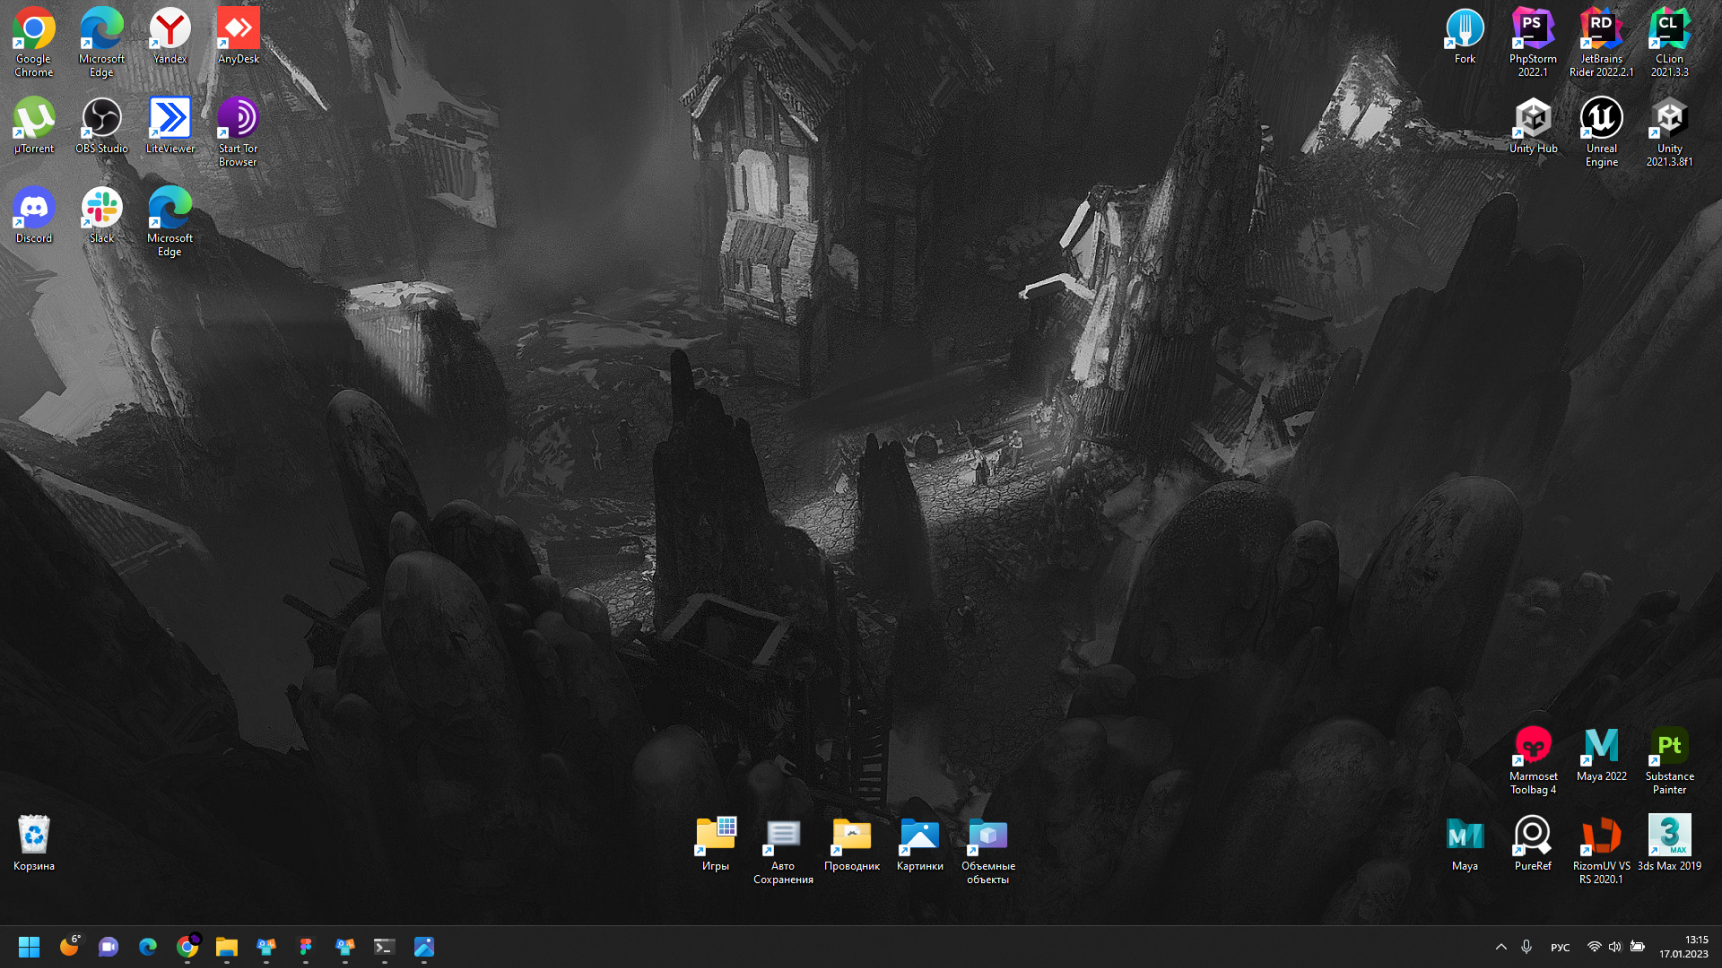 Google
Chrome
Microsoft
Edge
Yandex
AnyDesk
Fork
PS
PhpStorm
2022.1
RD
JetBrains
Rider 2022.2.1
CL
CLion
2021.3.3
µTorrent
OBS Studio
LiteViewer
Start Tor
Browser
Unity Hub
Unreal
Engine
Unity
2021.3.8f1
Discord
Slack
Microsoft
Edge
Marmoset
Toolbag 4
M
Maya 2022
Pt
Substance
Painter
Корзина
Игры
Авто
Сохранения
Проводник
Картинки
Объемные
объекты
M
Maya
PureRef
RizomUV VS
RS 2020.1
3
MAX
3ds Max 2019
6°
РУС
13:15
17.01.2023